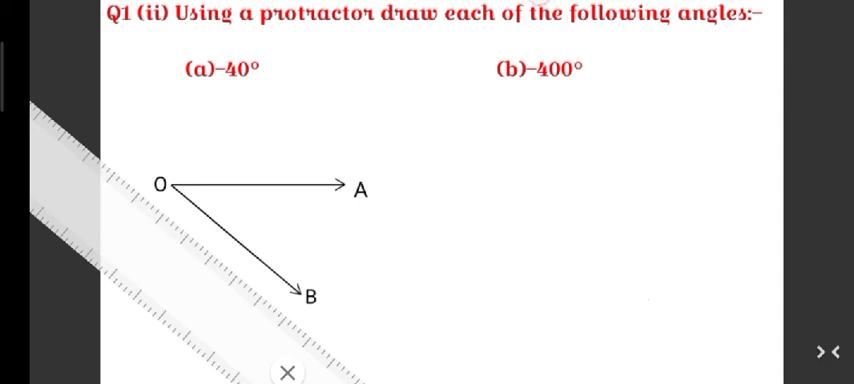 Q1 (ii) Using a protractor draw each of the following angles:-
(a)-40° (b)-400°
O A
B